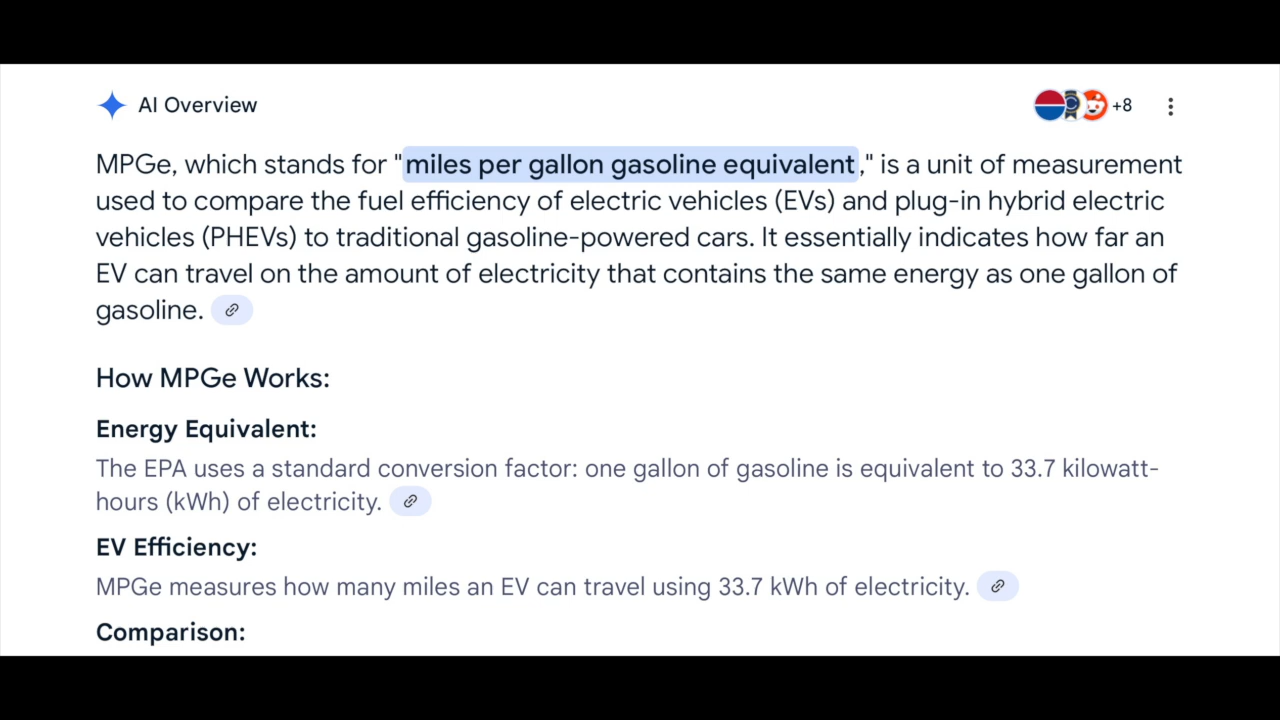 AI Overview
+8
MPGe, which stands for "miles per gallon gasoline equivalent," is a unit of measurement
used to compare the fuel efficiency of electric vehicles (EVs) and plug-in hybrid electric
vehicles (PHEVs) to traditional gasoline-powered cars. It essentially indicates how far an
EV can travel on the amount of electricity that contains the same energy as one gallon of
gasoline.
How MPGe Works:
Energy Equivalent:
The EPA uses a standard conversion factor: one gallon of gasoline is equivalent to 33.7 kilowatt-
hours (kWh) of electricity.
EV Efficiency:
MPGe measures how many miles an EV can travel using 33.7 kWh of electricity.
Comparison: